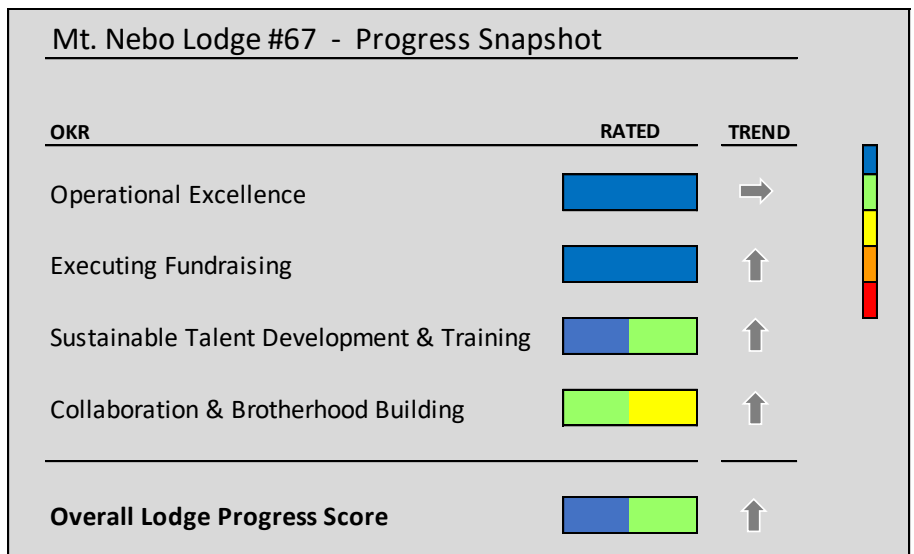 Mt. Nebo Lodge #67 - Progress Snapshot
OKR RATED TREND
Operational Excellence
Executing Fundraising
Sustainable Talent Development & Training
Collaboration & Brotherhood Building
Overall Lodge Progress Score